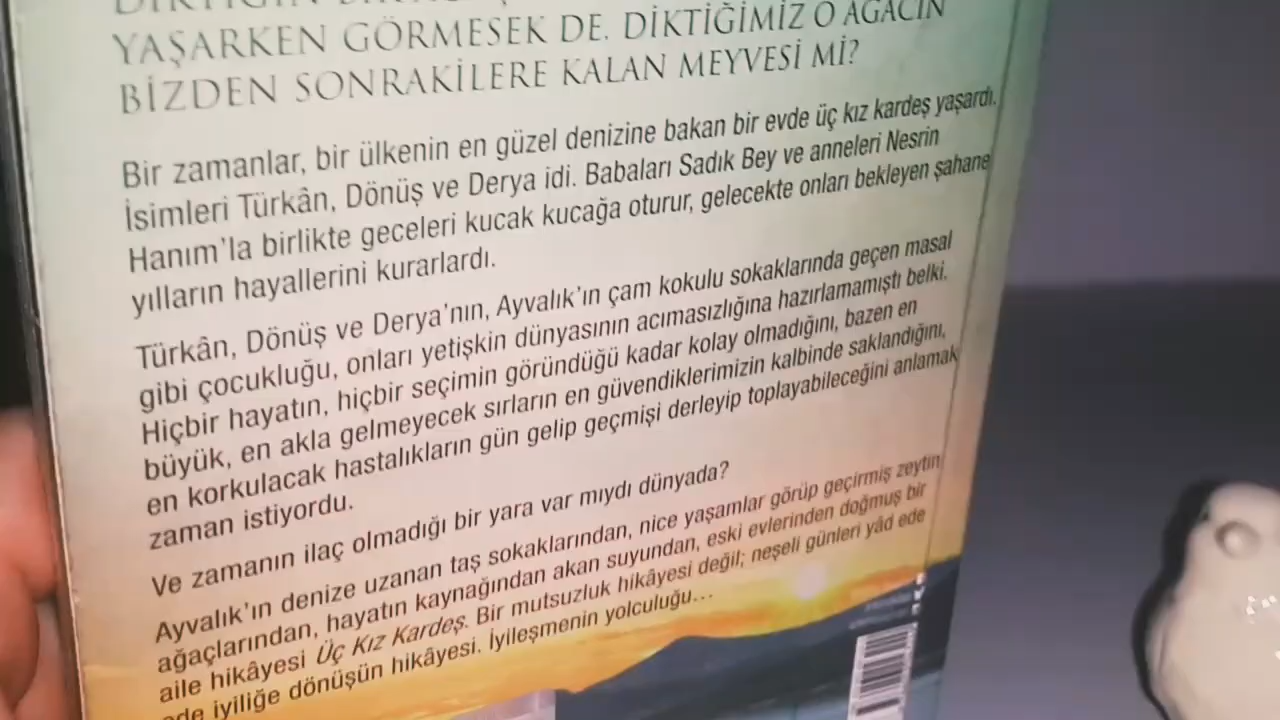 YAŞARKEN GÖRMESEK DE. DİKTİĞİMİZ O AĞACIN
BİZDEN SONRAKİLERE KALAN MEYVESİ Mİ?
Bir zamanlar, bir ülkenin en güzel denizine bakan bir evde üç kız kardeş yaşardı.
İsimleri Türkân, Dönüş ve Derya idi. Babaları Sadık Bey ve anneleri Nesrin
Hanım'la birlikte geceleri kucak kucağa oturur, gelecekte onları bekleyen şahane
yılların hayallerini kurarlardı.
Türkân, Dönüş ve Derya'nın, Ayvalık'ın çam kokulu sokaklarında geçen masal
gibi çocukluğu, onları yetişkin dünyasının acımasızlığına hazırlamamıştı belki.
Hiçbir hayatın, hiçbir seçimin göründüğü kadar kolay olmadığını, bazen en
büyük, en akla gelmeyecek sırların en güvendiklerimizin kalbinde saklandığını,
en korkulacak hastalıkların gün gelip geçmişi derleyip toplayabileceğini anlamak
zaman istiyordu.
Ve zamanın ilaç olmadığı bir yara var mıydı dünyada?
Ayvalık'ın denize uzanan taş sokaklarından, nice yaşamlar görüp geçirmiş zeytin
ağaçlarından, hayatın kaynağından akan suyundan, eski evlerinden doğmuş bir
aile hikâyesi Üç Kız Kardeş. Bir mutsuzluk hikâyesi değil; neşeli günleri yâd ede
ede iyiliğe dönüşün hikâyesi. İyileşmenin yolculuğu...